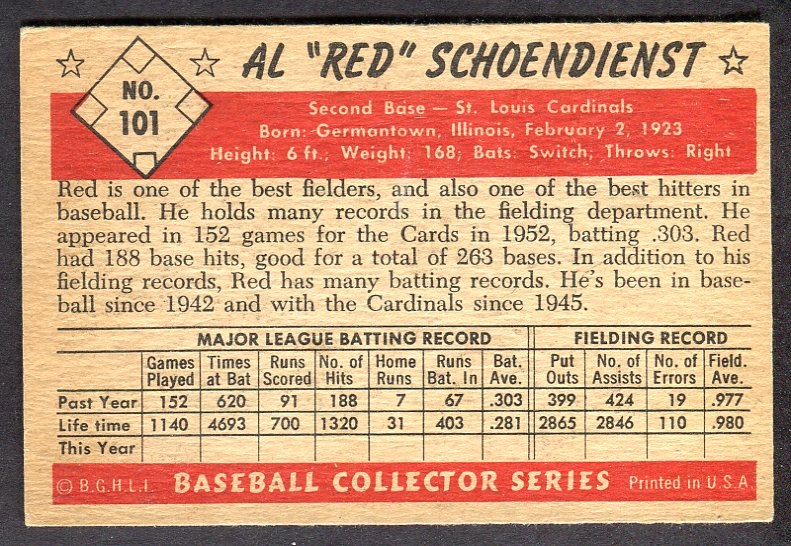 AL "RED" SCHOENDIENST
NO.
101
Second Base — St. Louis Cardinals
Born: Germantown, Illinois, February 2, 1923
Height: 6 ft., Weight: 168; Bats: Switch; Throws: Right
Red is one of the best fielders, and also one of the best hitters in
baseball. He holds many records in the fielding department. He
appeared in 152 games for the Cards in 1952, batting .303. Red
had 188 base hits, good for a total of 263 bases. In addition to his
fielding records, Red has many batting records. He's been in base-
ball since 1942 and with the Cardinals since 1945.
MAJOR LEAGUE BATTING RECORD FIELDING RECORD
Games Times Runs No. of Home Runs Bat. Put No. of No. of Field.
Played at Bat Scored Hits Runs Bat. In Ave. Outs Assists Errors Ave.
Past Year 152 620 91 188 7 67 .303 399 424 19 .977
Life time 1140 4693 700 1320 31 403 .281 2865 2846 110 .980
This Year
© B.G.H.L.I. BASEBALL COLLECTOR SERIES Printed in U.S.A.